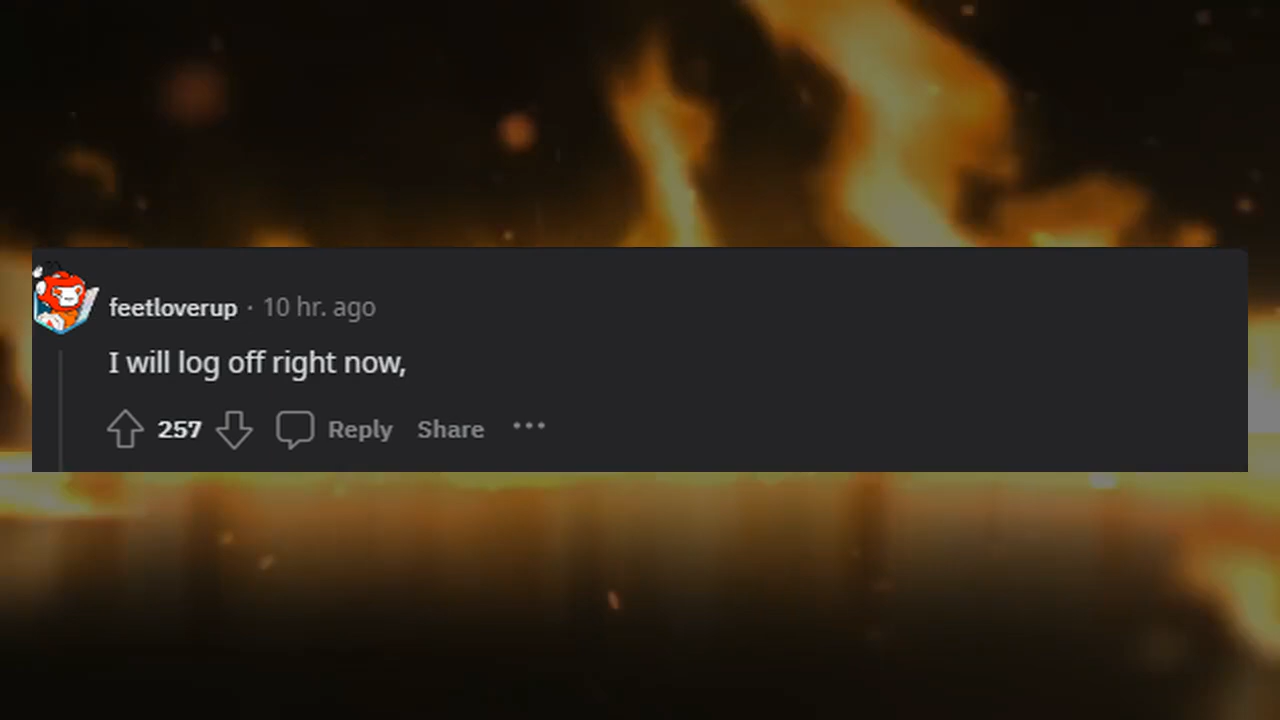 feetloverup · 10 hr. ago
I will log off right now,
257 Reply Share ···